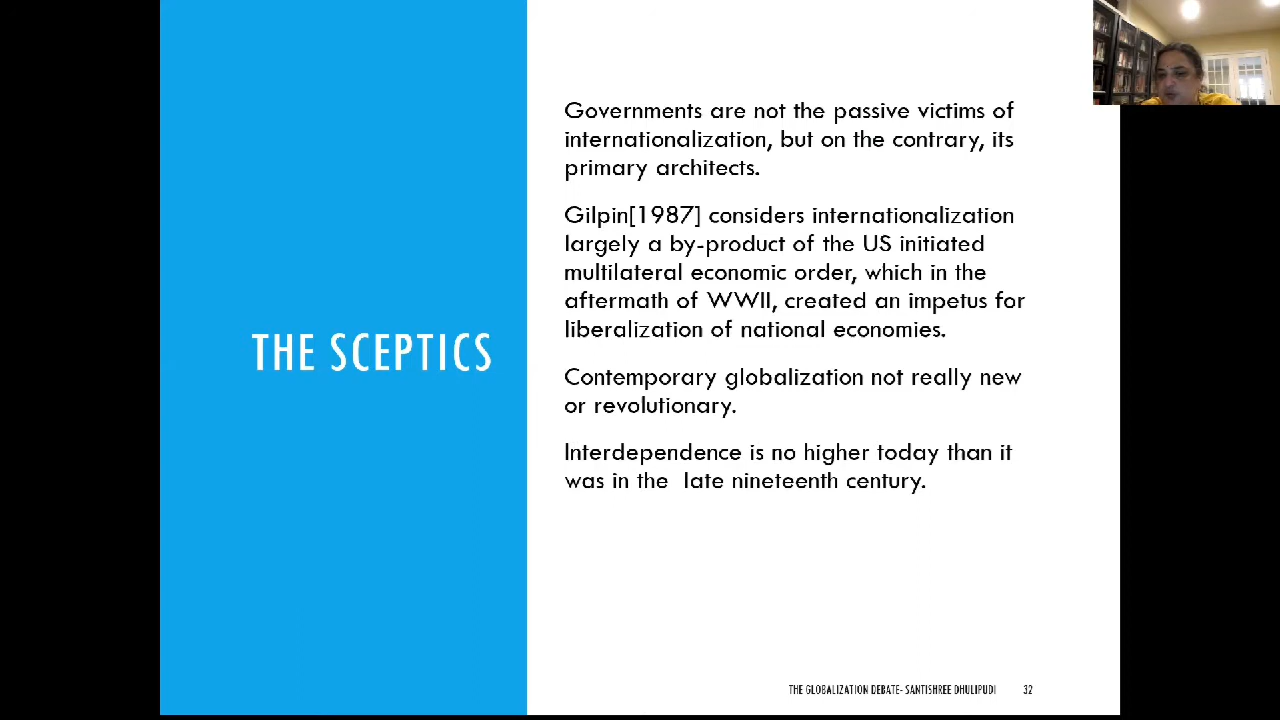 THE SCEPTICS
Governments are not the passive victims of
internationalization, but on the contrary, its
primary architects.
Gilpin[1987] considers internationalization
largely a by-product of the US initiated
multilateral economic order, which in the
aftermath of WWII, created an impetus for
liberalization of national economies.
Contemporary globalization not really new
or revolutionary.
Interdependence is no higher today than it
was in the  late nineteenth century.
THE GLOBALIZATION DEBATE- SANTISHREE DHULIPUDI 32